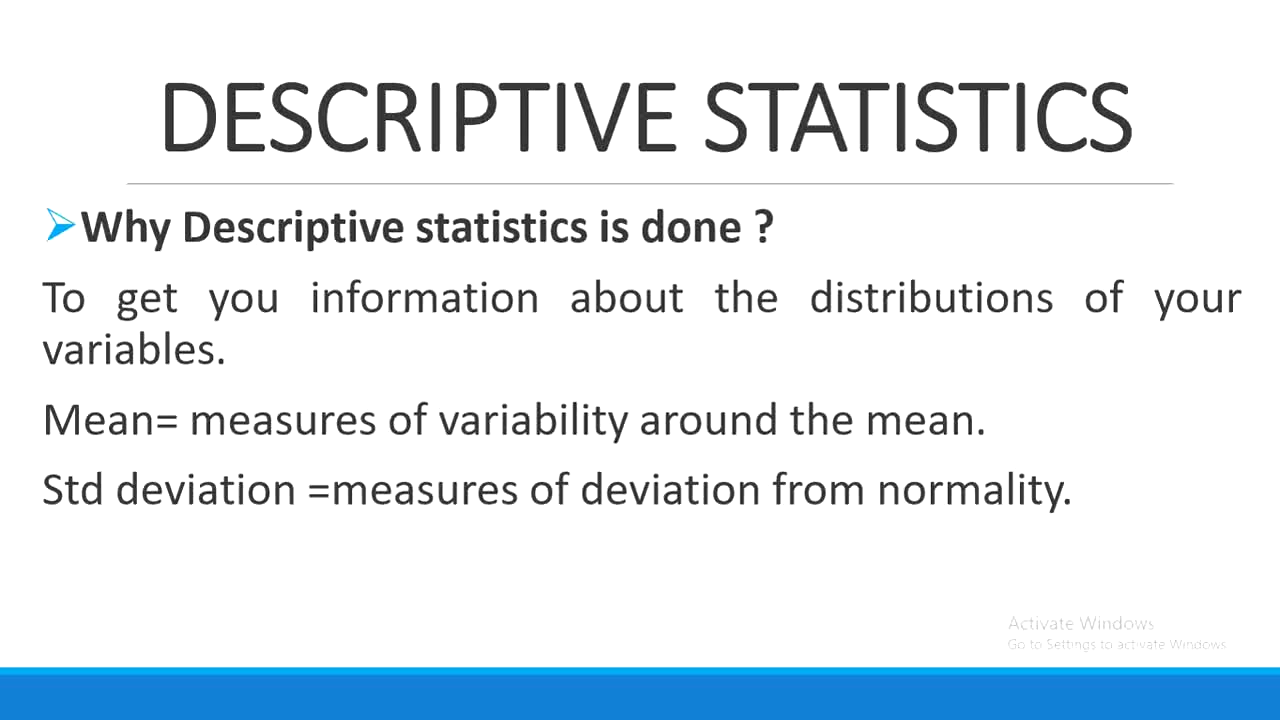 DESCRIPTIVE STATISTICS
Why Descriptive statistics is done ?
To get you information about the distributions of your
variables.
Mean= measures of variability around the mean.
Std deviation =measures of deviation from normality.
Activate Windows
Go to Settings to activate Windows